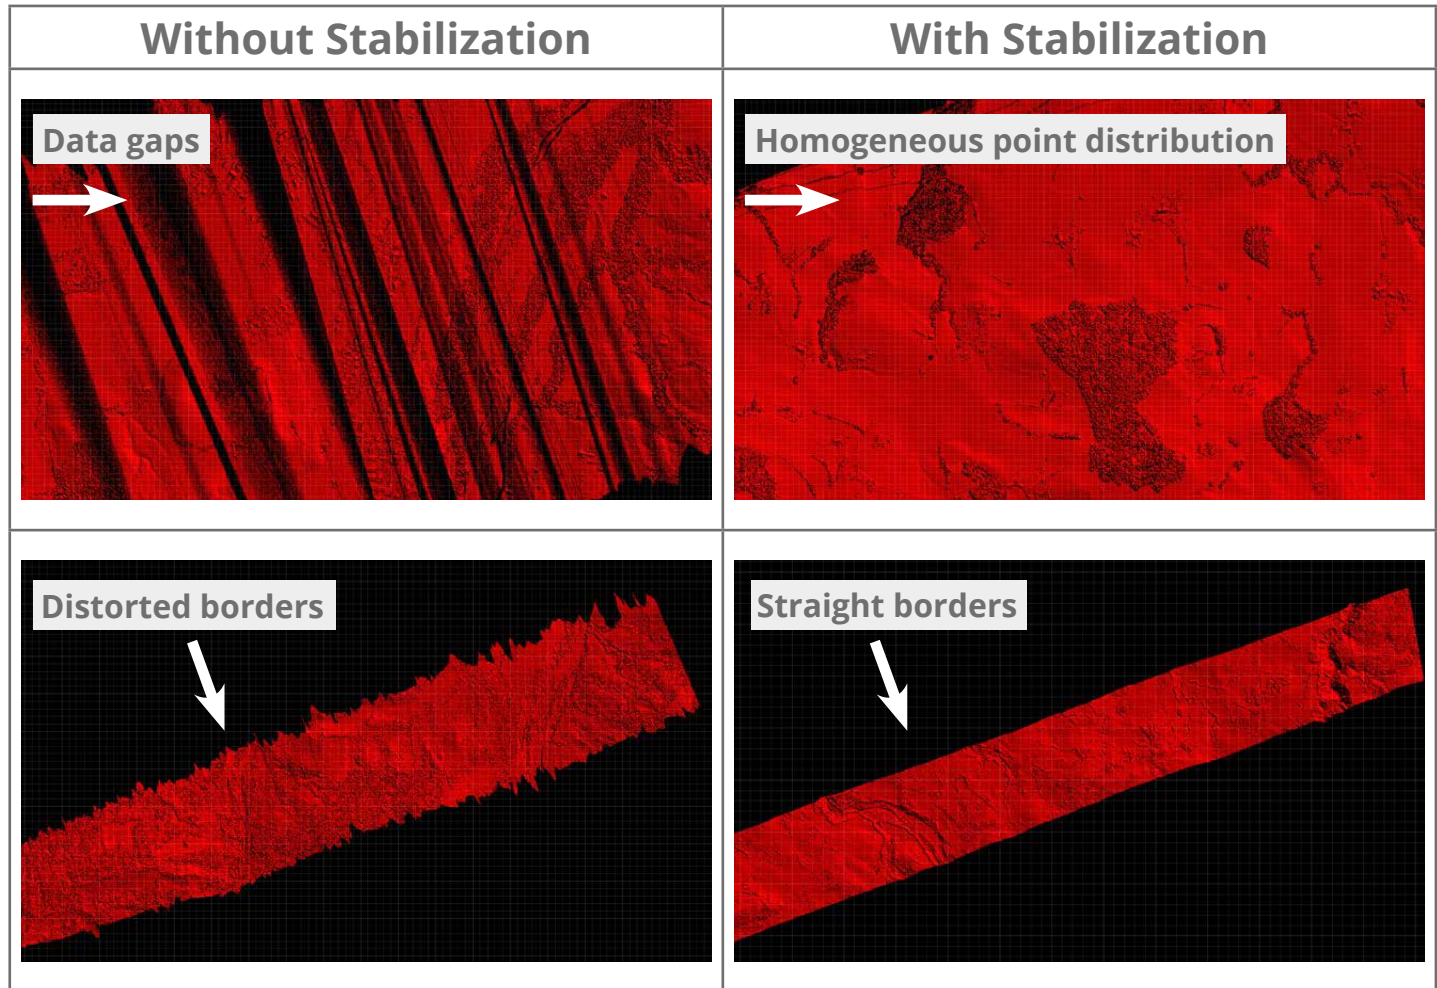 Without Stabilization
With Stabilization
Data gaps
Homogeneous point distribution
Distorted borders
Straight borders